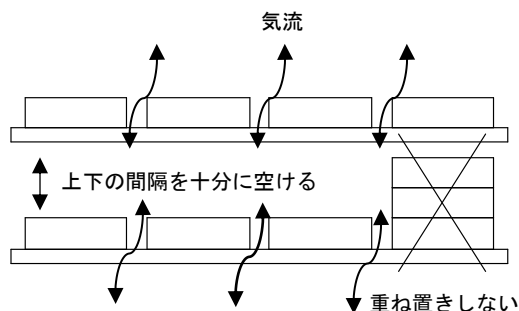 気流
上下の間隔を十分に空ける
重ね置きしない